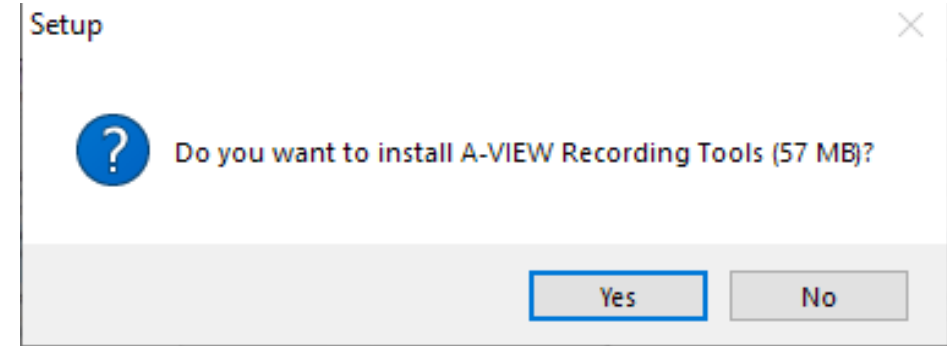 Setup
Do you want to install A-VIEW Recording Tools (57 MB)?
Yes No